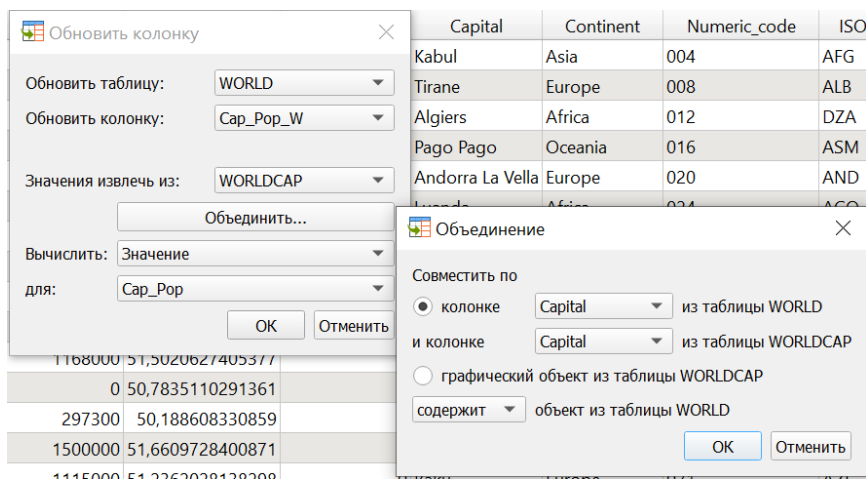 Обновить колонку
Обновить таблицу: WORLD
Обновить колонку: Cap_Pop_W
Значения извлечь из: WORLDCAP
Объединить...
Вычислить: Значение
для: Cap_Pop
OK Отменить
Capital Continent Numeric_code ISO
Kabul Asia 004 AFG
Tirane Europe 008 ALB
Algiers Africa 012 DZA
Pago Pago Oceania 016 ASM
Andorra La Vella Europe 020 AND
Объединение
Совместить по
колонке Capital из таблицы WORLD
и колонке Capital из таблицы WORLDCAP
графический объект из таблицы WORLDCAP
содержит объект из таблицы WORLD
OK Отменить
1168000 51,5020627405377
0 50,7835110291361
297300 50,188608330859
1500000 51,6609728400871